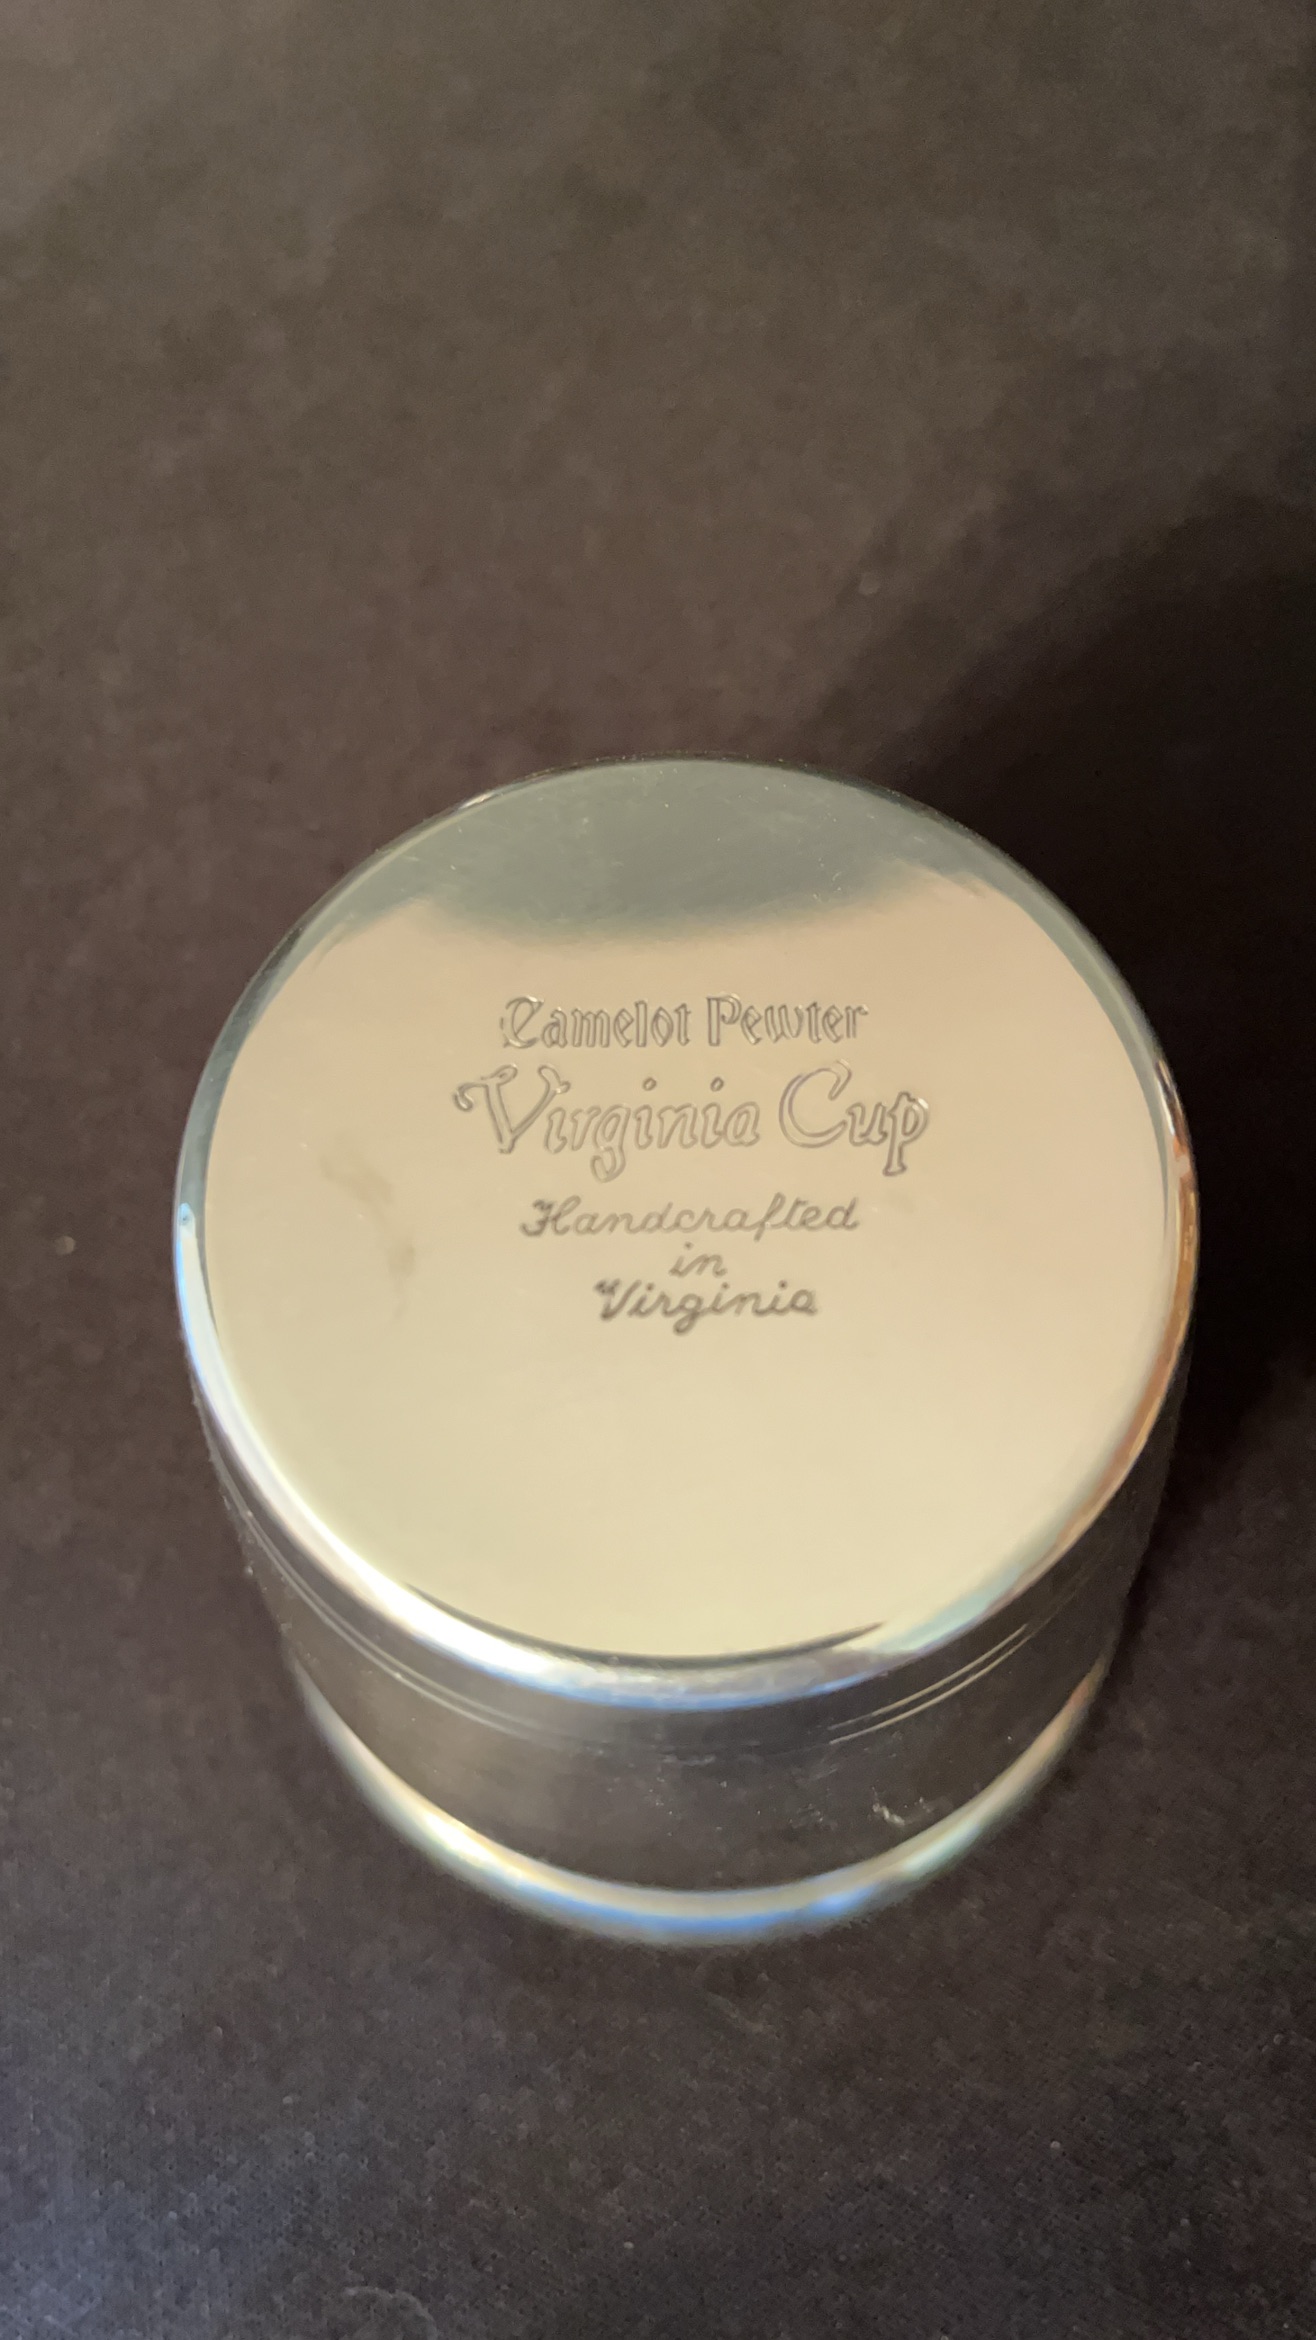 Camelot Pewter
Virginia Cup
Handcrafted
in
Virginia